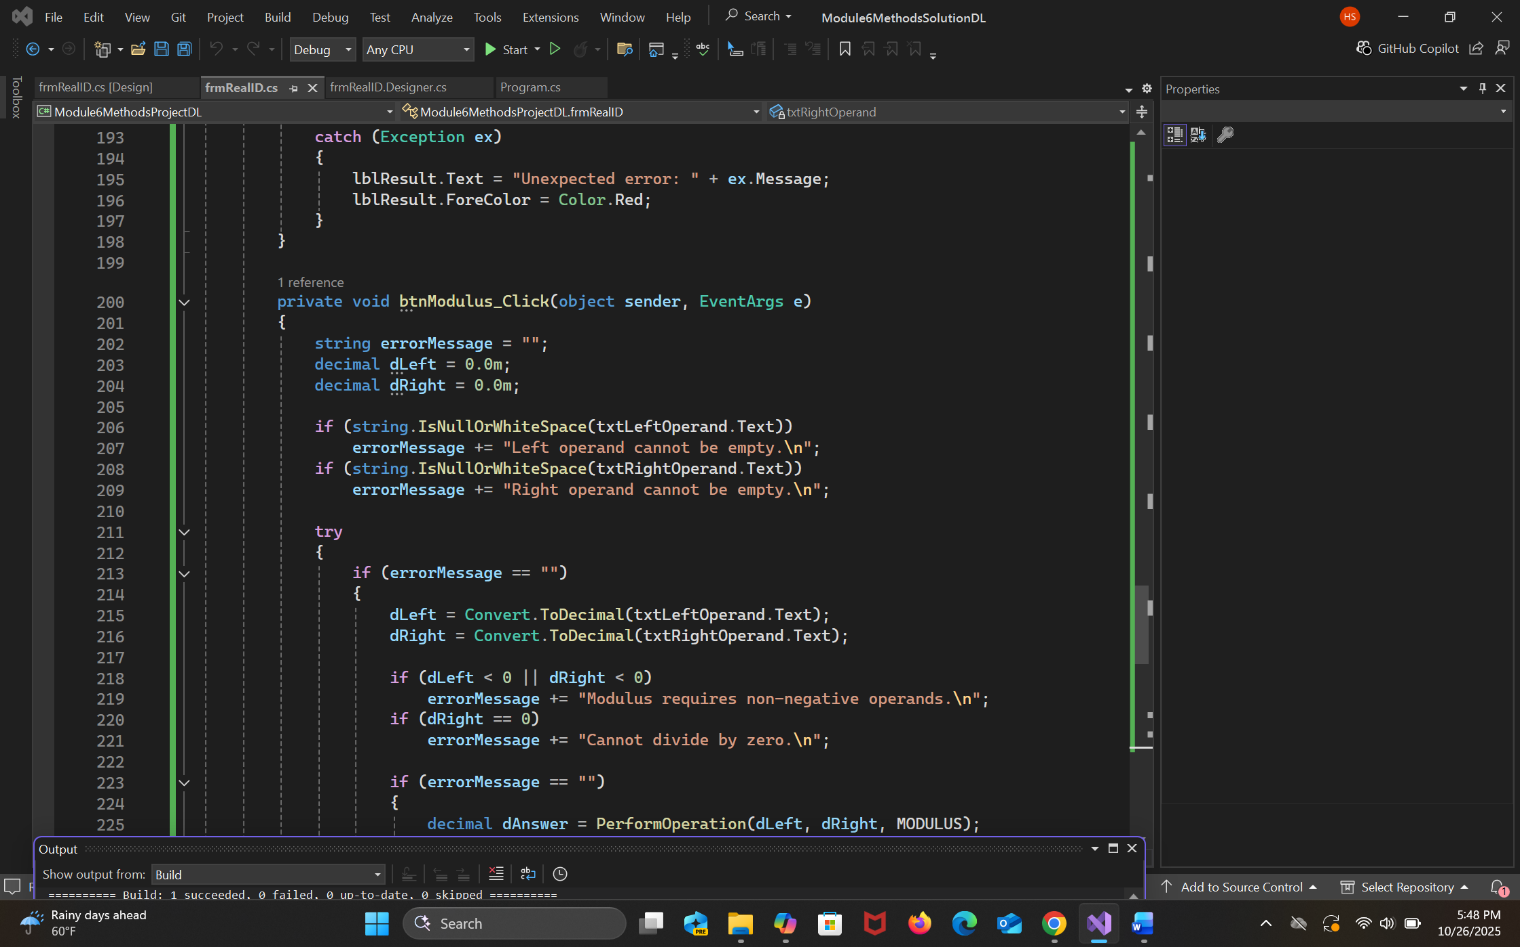 File Edit View Git Project Build Debug Test Analyze Tools Extensions Window Help Search Module6MethodsSolutionDL HS
Debug Any CPU Start GitHub Copilot
Toolbox
frmRealID.cs [Design] frmRealID.cs frmRealID.Designer.cs Program.cs Properties
C# Module6MethodsProjectDL Module6MethodsProjectDL.frmRealID txtRightOperand
193 catch (Exception ex)
194 {
195 lblResult.Text = "Unexpected error: " + ex.Message;
196 lblResult.ForeColor = Color.Red;
197 }
198 }
199
1 reference
200 private void btnModulus_Click(object sender, EventArgs e)
201 {
202 string errorMessage = "";
203 decimal dLeft = 0.0m;
204 decimal dRight = 0.0m;
205
206 if (string.IsNullOrWhiteSpace(txtLeftOperand.Text))
207 errorMessage += "Left operand cannot be empty.\n";
208 if (string.IsNullOrWhiteSpace(txtRightOperand.Text))
209 errorMessage += "Right operand cannot be empty.\n";
210
211 try
212 {
213 if (errorMessage == "")
214 {
215 dLeft = Convert.ToDecimal(txtLeftOperand.Text);
216 dRight = Convert.ToDecimal(txtRightOperand.Text);
217
218 if (dLeft < 0 || dRight < 0)
219 errorMessage += "Modulus requires non-negative operands.\n";
220 if (dRight == 0)
221 errorMessage += "Cannot divide by zero.\n";
222
223 if (errorMessage == "")
224 {
225 decimal dAnswer = PerformOperation(dLeft, dRight, MODULUS);
Output
Show output from: Build
========== Build: 1 succeeded, 0 failed, 0 up-to-date, 0 skipped ==========
Add to Source Control Select Repository 1
Rainy days ahead
60°F
Search
PRE
5:48 PM
10/26/2025